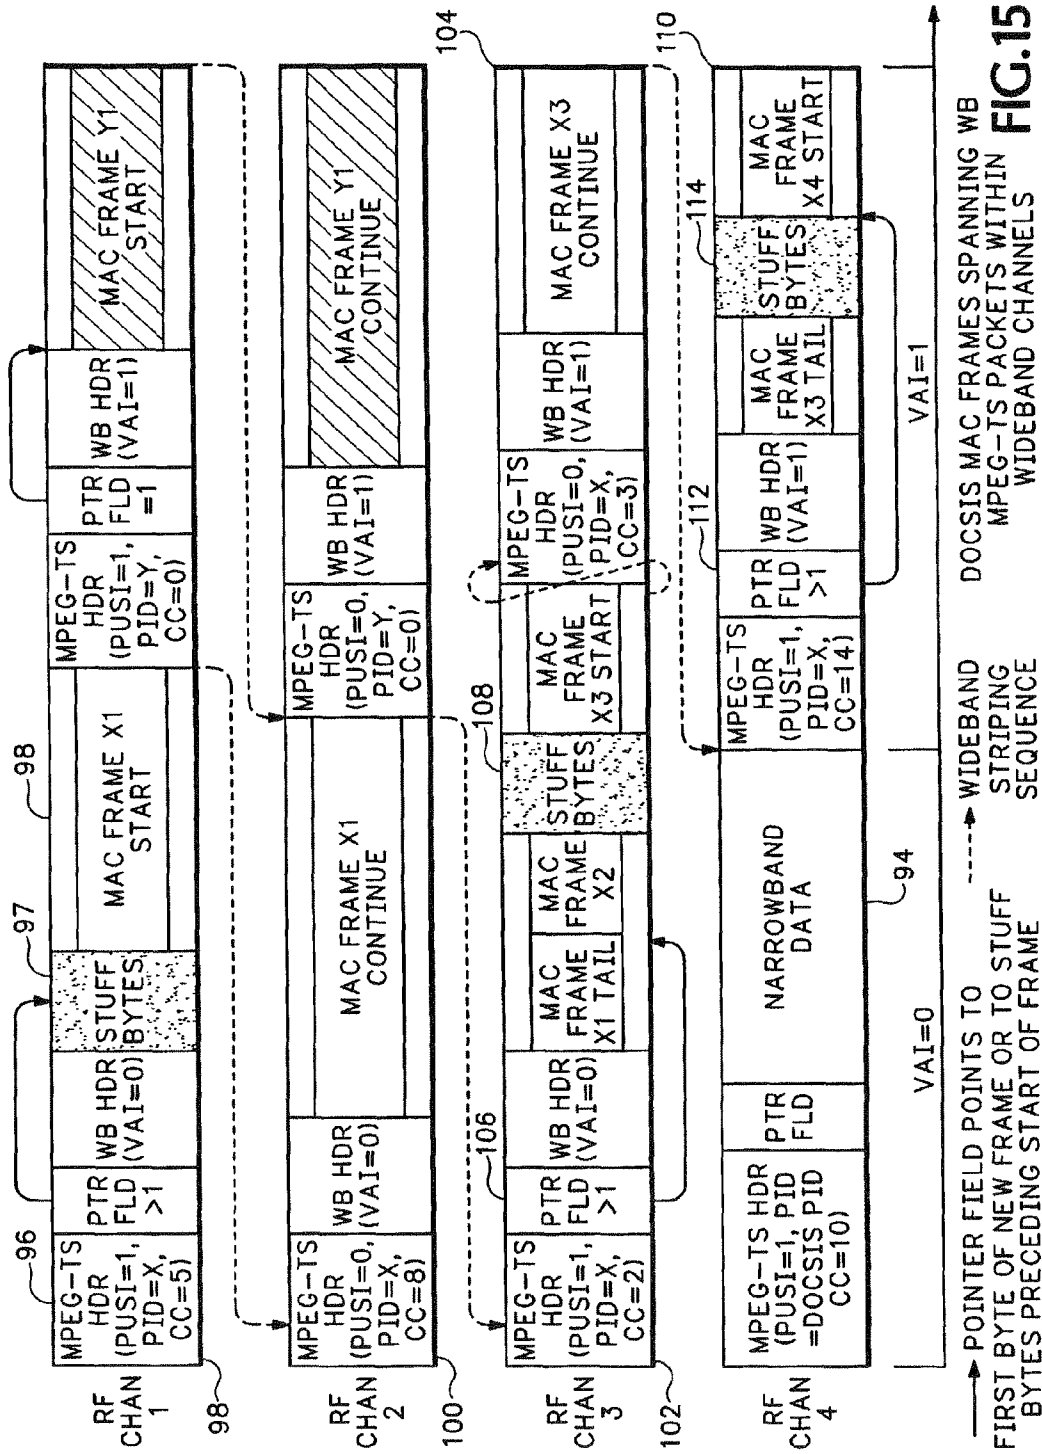 RF
CHAN
1
98
96
MPEG-TS
HDR
(PUSI=1,
PID=X,
CC=5)
PTR
FLD
>1
WB HDR
(VAI=0)
97
STUFF
BYTES
98
MAC FRAME X1
START
MPEG-TS
HDR
(PUSI=1,
PID=Y,
CC=0)
PTR
FLD
=1
WB HDR
(VAI=1)
MAC FRAME Y1
START
RF
CHAN
2
100
MPEG-TS
HDR
(PUSI=0,
PID=X,
CC=8)
WB HDR
(VAI=0)
MAC FRAME X1
CONTINUE
MPEG-TS
HDR
(PUSI=0,
PID=Y,
CC=0)
WB HDR
(VAI=1)
MAC FRAME Y1
CONTINUE
RF
CHAN
3
102
MPEG-TS
HDR
(PUSI=1,
PID=X,
CC=2)
106
PTR
FLD
>1
WB HDR
(VAI=0)
MAC
FRAME
X1 TAIL
MAC
FRAME
X2
108
STUFF
BYTES
MAC
FRAME
X3 START
MPEG-TS
HDR
(PUSI=0,
PID=X,
CC=3)
WB HDR
(VAI=1)
MAC FRAME X3
CONTINUE
104
RF
CHAN
4
MPEG-TS HDR
(PUSI=1, PID
=DOCSIS PID
CC=10)
PTR
FLD
NARROWBAND
DATA
94
MPEG-TS
HDR
(PUSI=1,
PID=X,
CC=14)
112
PTR
FLD
>1
WB HDR
(VAI=1)
MAC
FRAME
X3 TAIL
114
STUFF
BYTES
MAC
FRAME
X4 START
110
VAI=0
VAI=1
POINTER FIELD POINTS TO
FIRST BYTE OF NEW FRAME OR TO STUFF
BYTES PRECEDING START OF FRAME
WIDEBAND
STRIPING
SEQUENCE
DOCSIS MAC FRAMES SPANNING WB
MPEG-TS PACKETS WITHIN
WIDEBAND CHANNELS
FIG.15